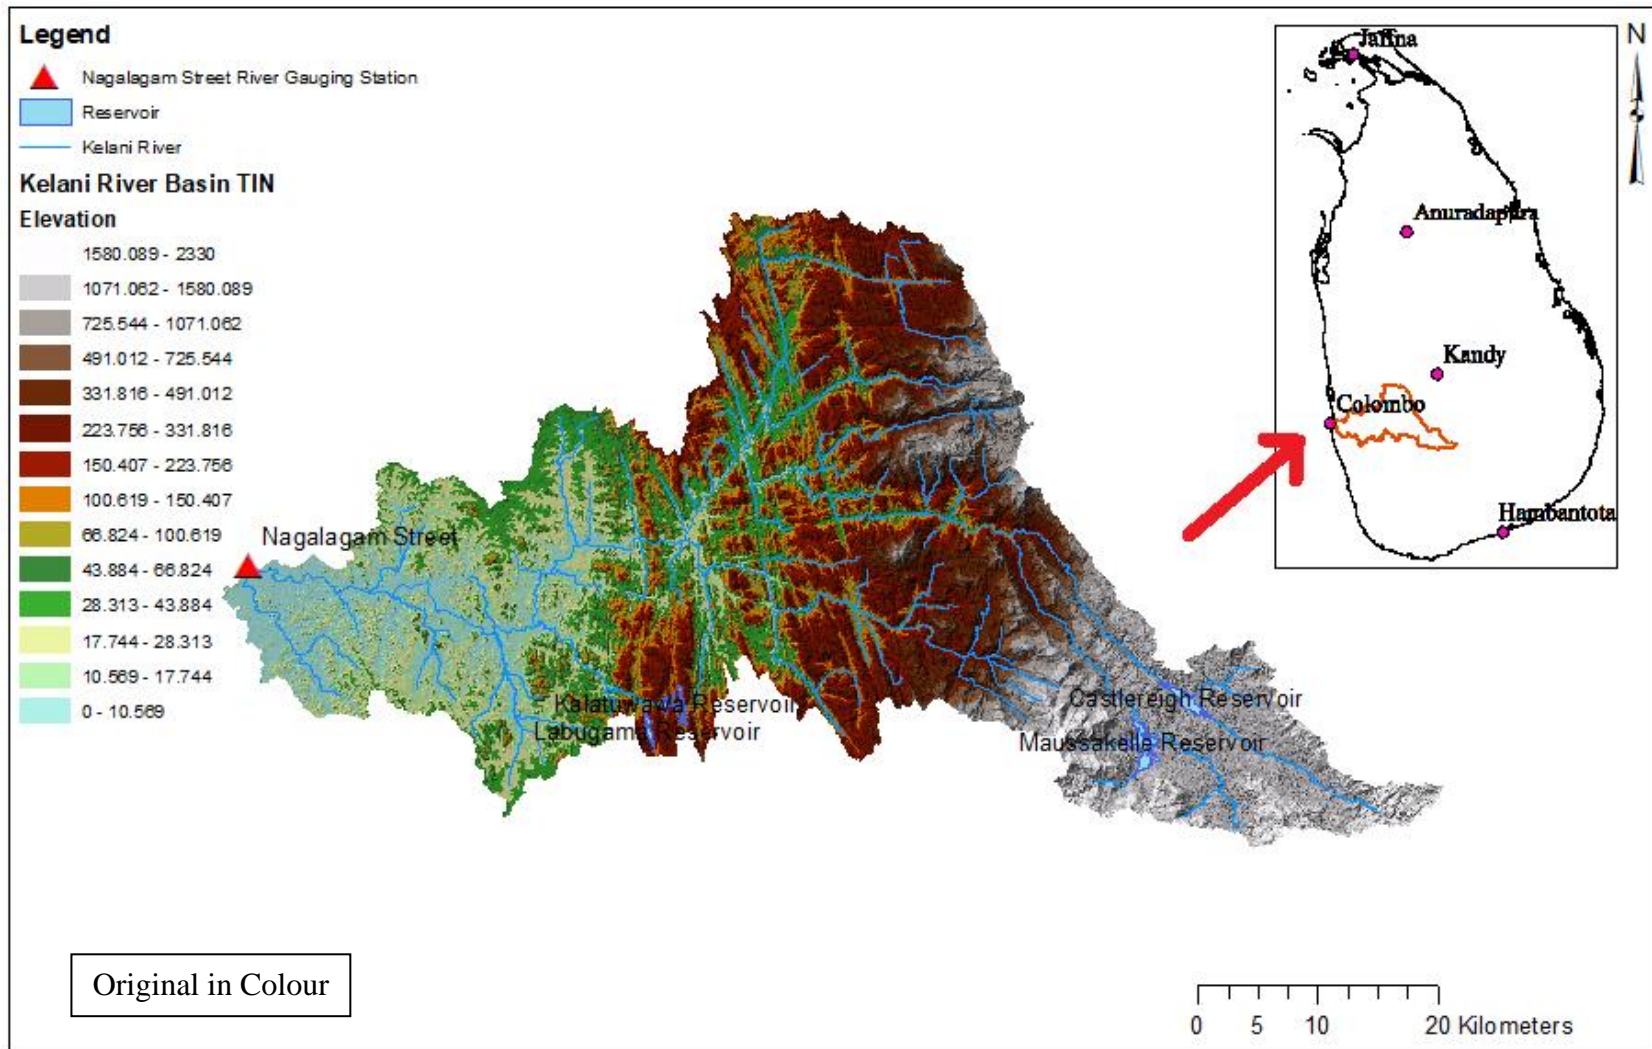 Legend
Nagalagam Street River Gauging Station
Reservoir
Kelani River
Kelani River Basin TIN
Elevation
1580.089 - 2330
1071.062 - 1580.089
725.544 - 1071.062
491.012 - 725.544
331.816 - 491.012
223.756 - 331.816
150.407 - 223.756
100.619 - 150.407
66.824 - 100.619
43.884 - 66.824
28.313 - 43.884
17.744 - 28.313
10.569 - 17.744
0 - 10.569
Nagalagam Street
Kalatuwawa Reservoir
Labugama Reservoir
Castlereigh Reservoir
Maussakelle Reservoir
Jaffna
Anuradapura
Kandy
Colombo
Hambantota
N
Original in Colour
0 5 10 20 Kilometers